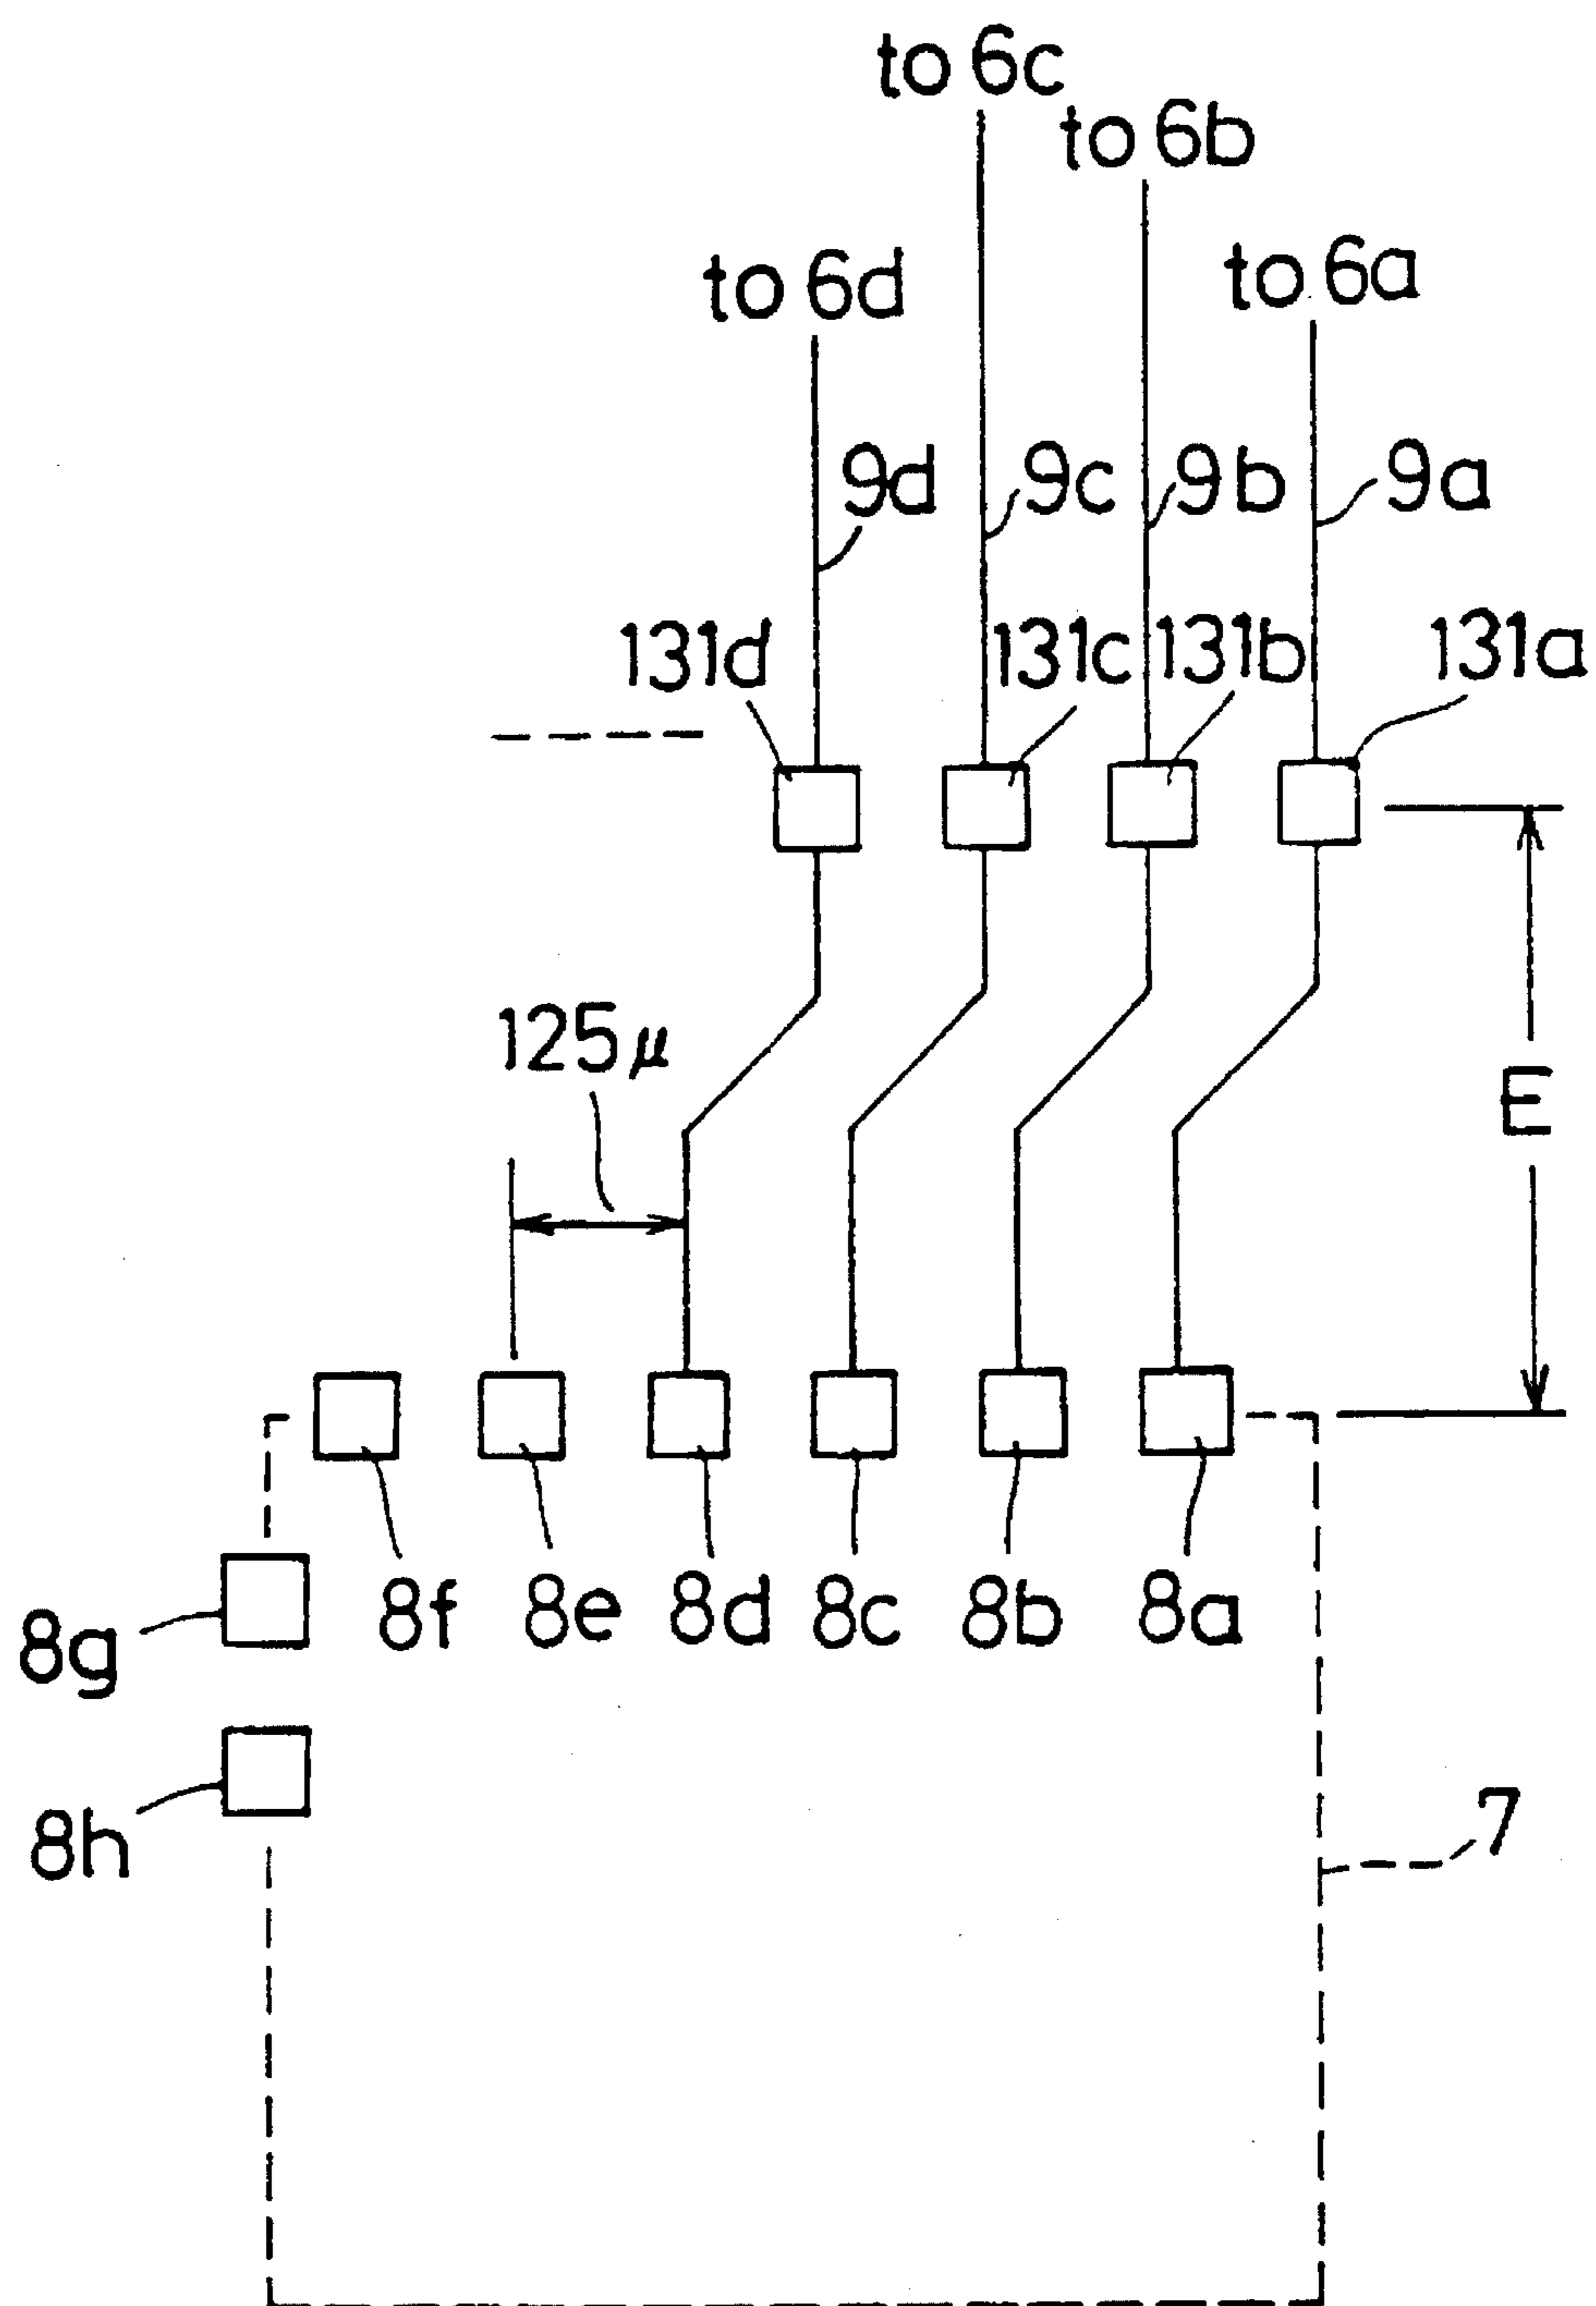 to 6c
to 6b
to 6d
to 6a
9d
9c
9b
9a
131d
131c
131b
131a
125μ
E
8f
8e
8d
8c
8b
8a
8g
8h
7